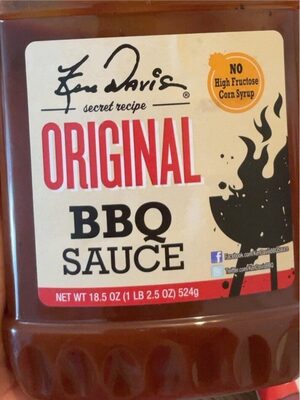 Ken Davis®
secret recipe
NO
High Fructose
Corn Syrup
ORIGINAL
BBQ
SAUCE
NET WT 18.5 OZ (1 LB 2.5 OZ) 524g